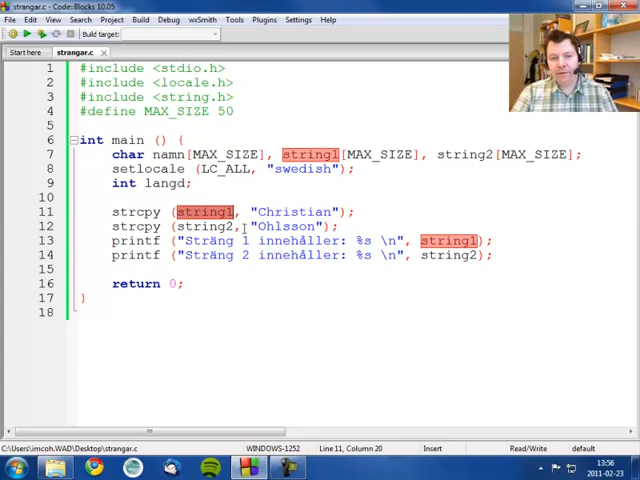 strangar.c - Code::Blocks 10.05
File Edit View Search Project Build Debug wxSmith Tools Plugins Settings Help
Build target:
Start here strangar.c
1 #include <stdio.h>
2 #include <locale.h>
3 #include <string.h>
4 #define MAX_SIZE 50
5
6 int main () {
7 char namn[MAX_SIZE], string1[MAX_SIZE], string2[MAX_SIZE];
8 setlocale (LC_ALL, "swedish");
9 int langd;
10
11 strcpy (string1, "Christian");
12 strcpy (string2, "Ohlsson");
13 printf ("Sträng 1 innehåller: %s \n", string1);
14 printf ("Sträng 2 innehåller: %s \n", string2);
15
16 return 0;
17 }
18
C:\Users\imcoh.WAD\Desktop\strangar.c WINDOWS-1252 Line 11, Column 20 Insert Read/Write default
13:56
2011-02-23